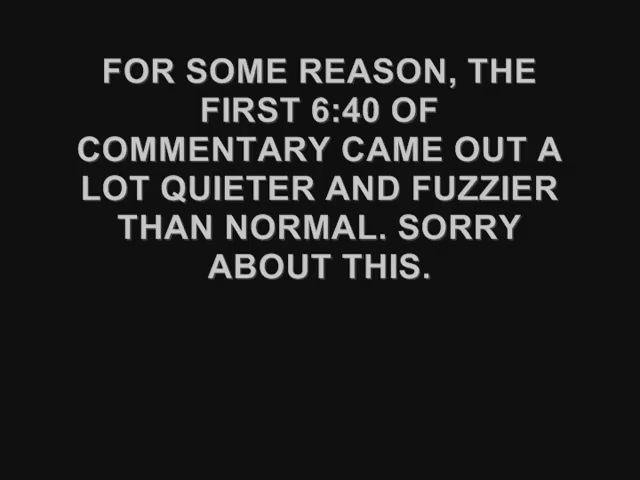 FOR SOME REASON, THE
FIRST 6:40 OF
COMMENTARY CAME OUT A
LOT QUIETER AND FUZZIER
THAN NORMAL. SORRY
ABOUT THIS.